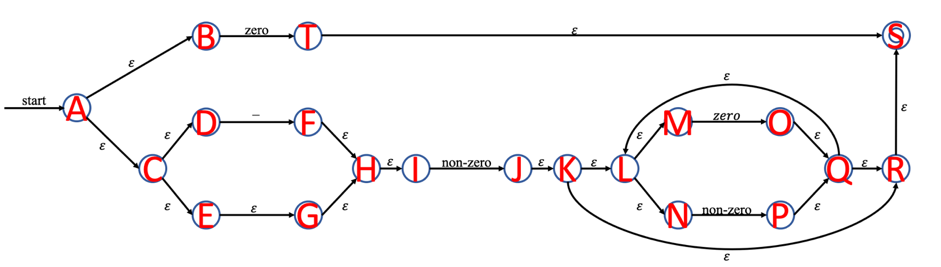 B zero T ε S
ε
start A ε
D – F ε M zero O
ε ε ε ε ε ε
C H ε I non-zero J ε K ε L Q ε R
ε E ε G ε ε N non-zero P ε
ε